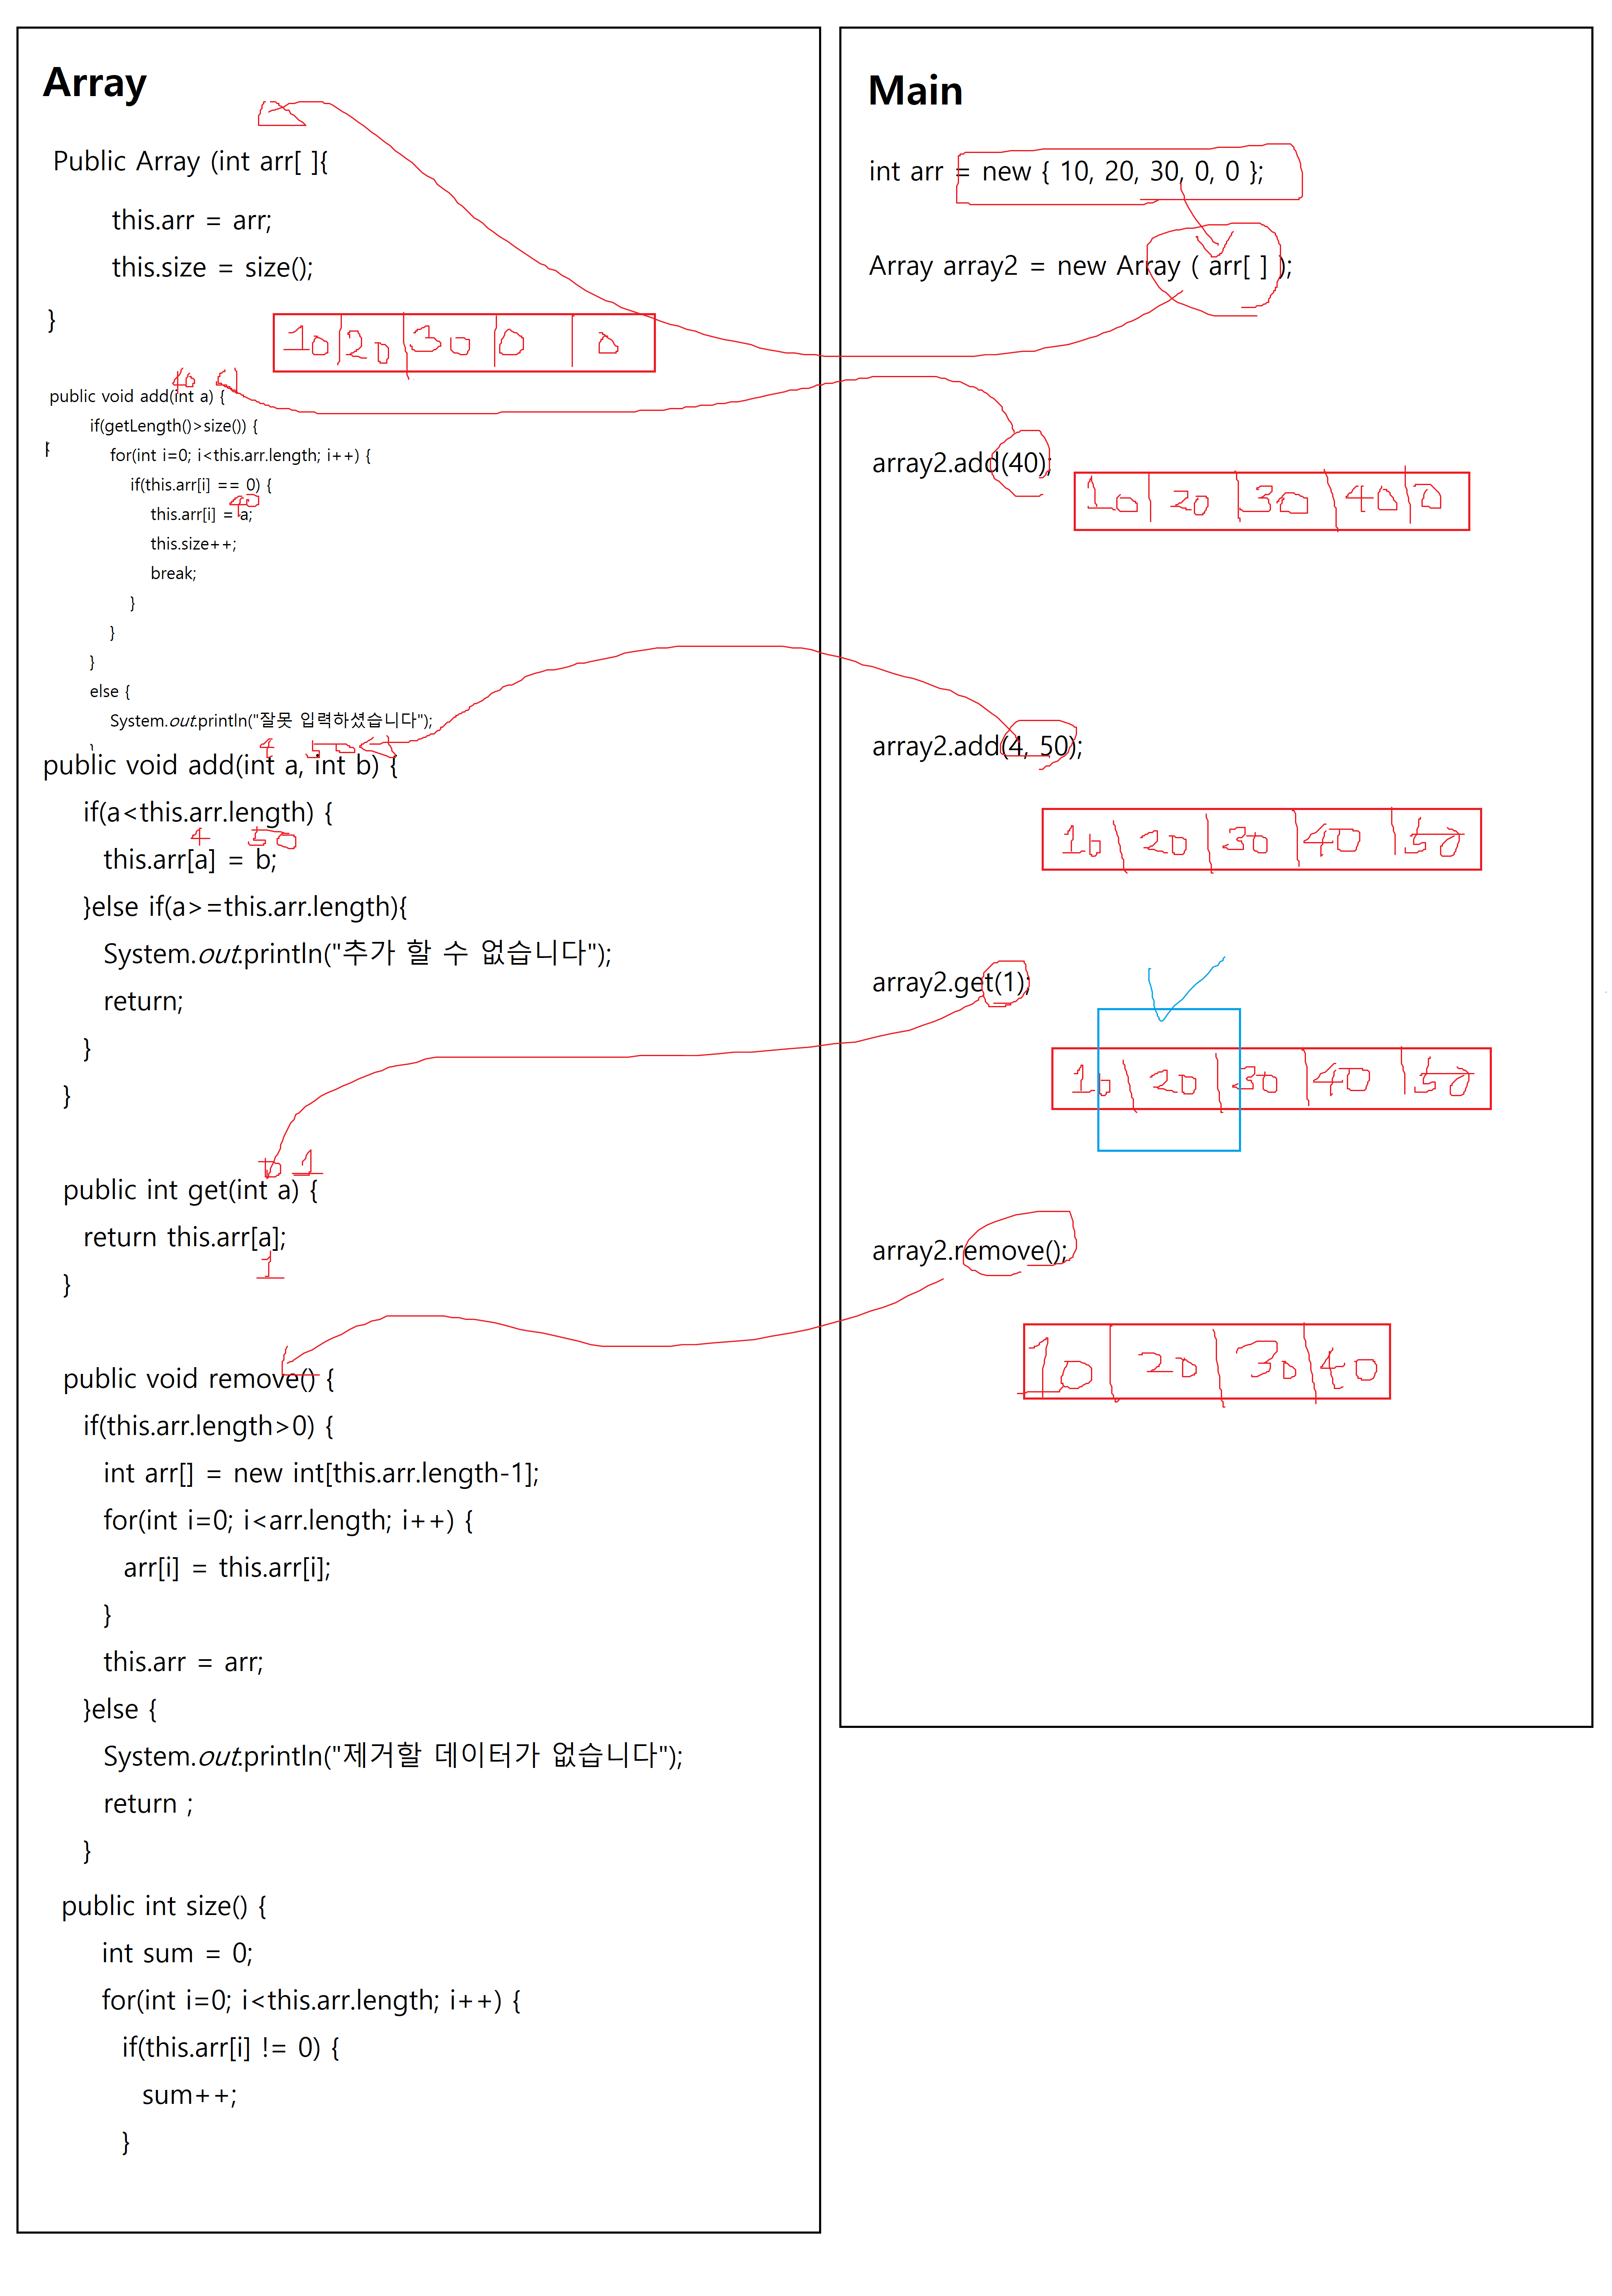 Array
Public Array (int arr[ ]{
this.arr = arr;
this.size = size();
}
10 20 30 0 0
40
public void add(int a) {
if(getLength()>size()) {
for(int i=0; i<this.arr.length; i++) {
if(this.arr[i] == 0) {
40
this.arr[i] = a;
this.size++;
break;
}
}
}
else {
System.out.println("잘못 입력하셨습니다");
4 50
public void add(int a, int b) {
if(a<this.arr.length) {
4 50
this.arr[a] = b;
}else if(a>=this.arr.length){
System.out.println("추가 할 수 없습니다");
return;
}
}
1
public int get(int a) {
return this.arr[a];
1
}
public void remove() {
if(this.arr.length>0) {
int arr[] = new int[this.arr.length-1];
for(int i=0; i<arr.length; i++) {
arr[i] = this.arr[i];
}
this.arr = arr;
}else {
System.out.println("제거할 데이터가 없습니다");
return ;
}
public int size() {
int sum = 0;
for(int i=0; i<this.arr.length; i++) {
if(this.arr[i] != 0) {
sum++;
}
Main
int arr = new { 10, 20, 30, 0, 0 };
Array array2 = new Array ( arr[ ] );
array2.add(40);
10 20 30 40 0
array2.add(4, 50);
10 20 30 40 50
array2.get(1);
10 20 30 40 50
array2.remove();
10 20 30 40